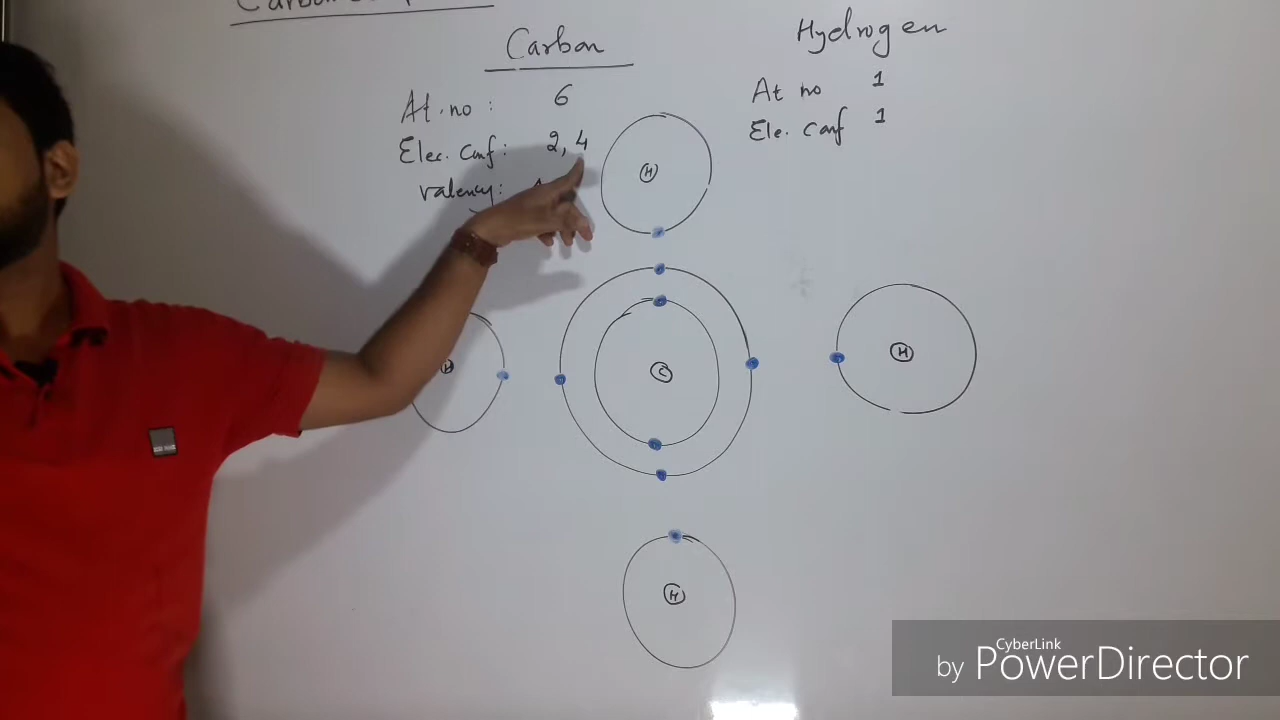 Carbon
At. no : 6
Elec. Conf : 2, 4
Valency :
Hydrogen
At no 1
Ele. Conf 1
H
H
C
H
H
CyberLink
by PowerDirector